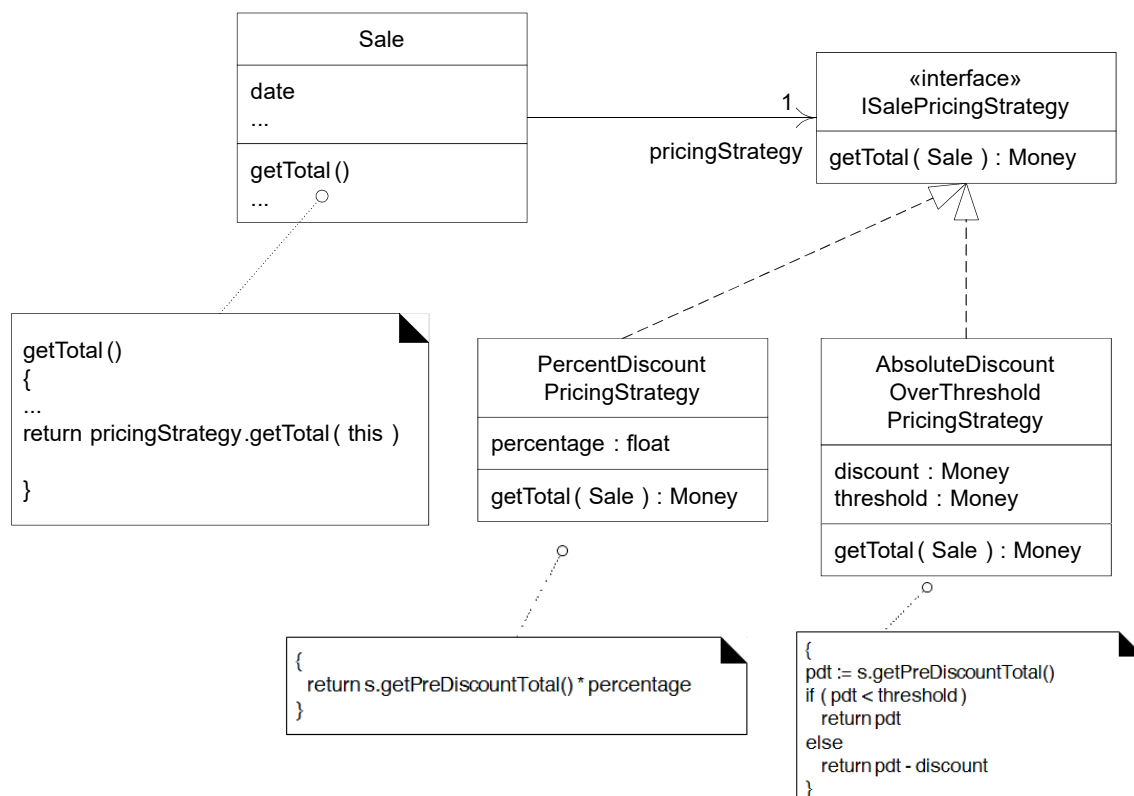 Sale
date
...
getTotal()
...
1
pricingStrategy
«interface»
ISalePricingStrategy
getTotal( Sale ) : Money
getTotal()
{
...
return pricingStrategy.getTotal( this )
}
PercentDiscount
PricingStrategy
percentage : float
getTotal( Sale ) : Money
AbsoluteDiscount
OverThreshold
PricingStrategy
discount : Money
threshold : Money
getTotal( Sale ) : Money
{
return s.getPreDiscountTotal() * percentage
}
{
pdt := s.getPreDiscountTotal()
if ( pdt < threshold )
return pdt
else
return pdt - discount
}